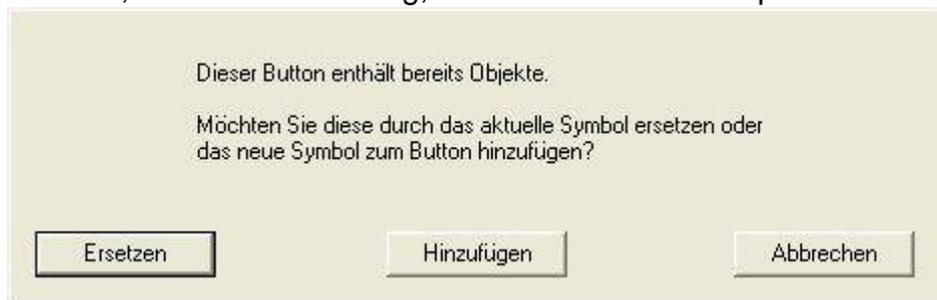 Dieser Button enthält bereits Objekte.
Möchten Sie diese durch das aktuelle Symbol ersetzen oder
das neue Symbol zum Button hinzufügen?
Ersetzen Hinzufügen Abbrechen